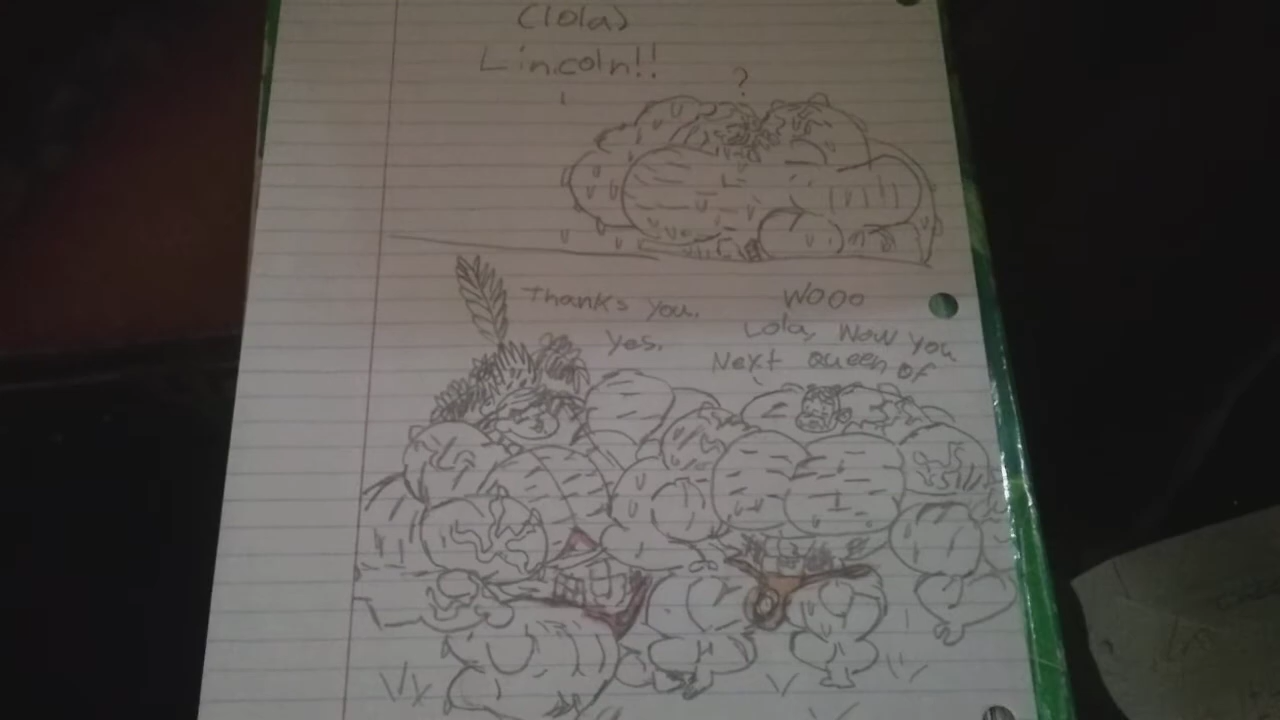 (lola)
Lincoln!!
?
Thanks you.
Yes.
Wooo
Lola, Now you
Next queen of